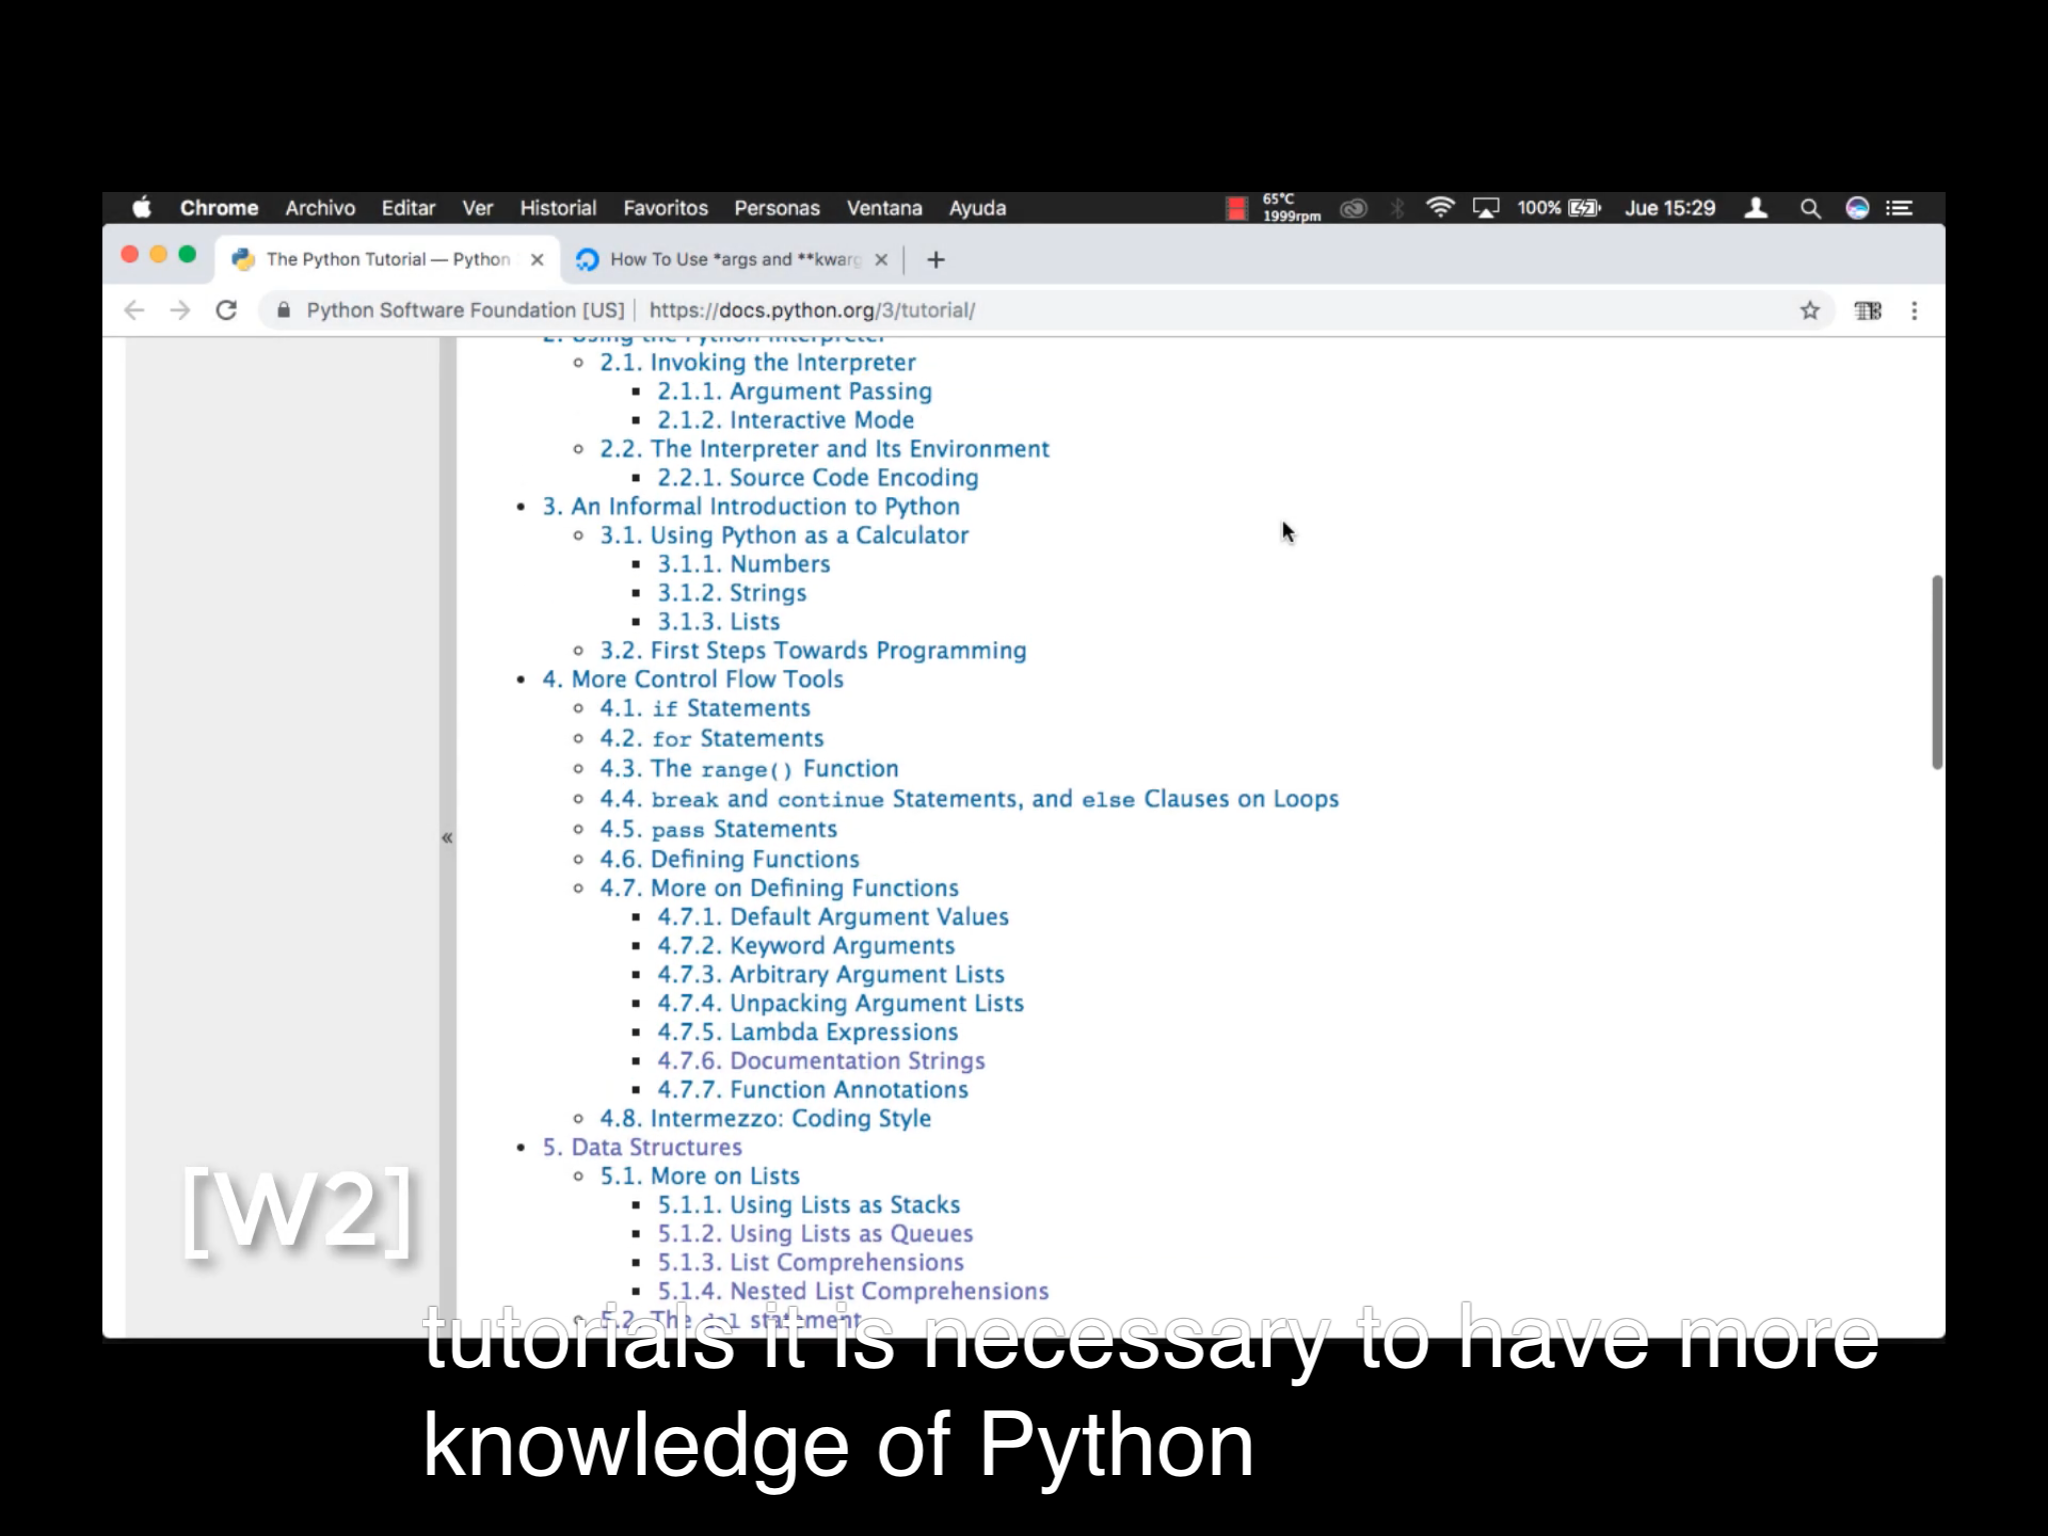 Chrome Archivo Editar Ver Historial Favoritos Personas Ventana Ayuda 65°C 1999rpm 100% Jue 15:29
The Python Tutorial — Python
How To Use *args and **kwarg
Python Software Foundation [US] | https://docs.python.org/3/tutorial/
2. Using the Python Interpreter
2.1. Invoking the Interpreter
2.1.1. Argument Passing
2.1.2. Interactive Mode
2.2. The Interpreter and Its Environment
2.2.1. Source Code Encoding
3. An Informal Introduction to Python
3.1. Using Python as a Calculator
3.1.1. Numbers
3.1.2. Strings
3.1.3. Lists
3.2. First Steps Towards Programming
4. More Control Flow Tools
4.1. if Statements
4.2. for Statements
4.3. The range() Function
4.4. break and continue Statements, and else Clauses on Loops
4.5. pass Statements
4.6. Defining Functions
4.7. More on Defining Functions
4.7.1. Default Argument Values
4.7.2. Keyword Arguments
4.7.3. Arbitrary Argument Lists
4.7.4. Unpacking Argument Lists
4.7.5. Lambda Expressions
4.7.6. Documentation Strings
4.7.7. Function Annotations
4.8. Intermezzo: Coding Style
5. Data Structures
5.1. More on Lists
5.1.1. Using Lists as Stacks
5.1.2. Using Lists as Queues
5.1.3. List Comprehensions
5.1.4. Nested List Comprehensions
5.2. The del statement
«
[W2]
tutorials it is necessary to have more
knowledge of Python